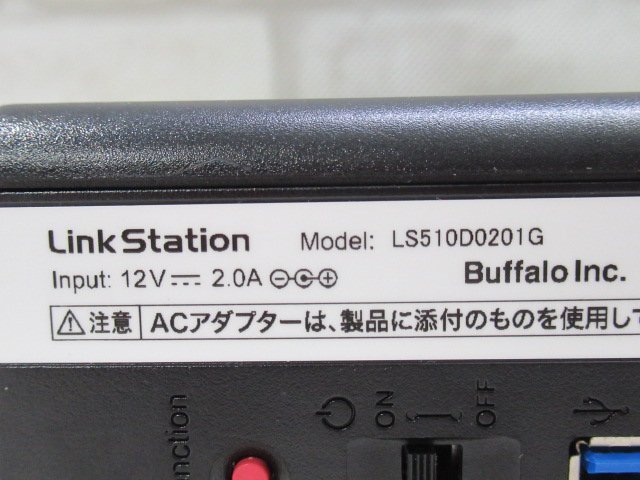 LinkStation Model: LS510D0201G
Input: 12V 2.0A Buffalo Inc.
注意 ACアダプターは、製品に添付のものを使用して
ON OFF